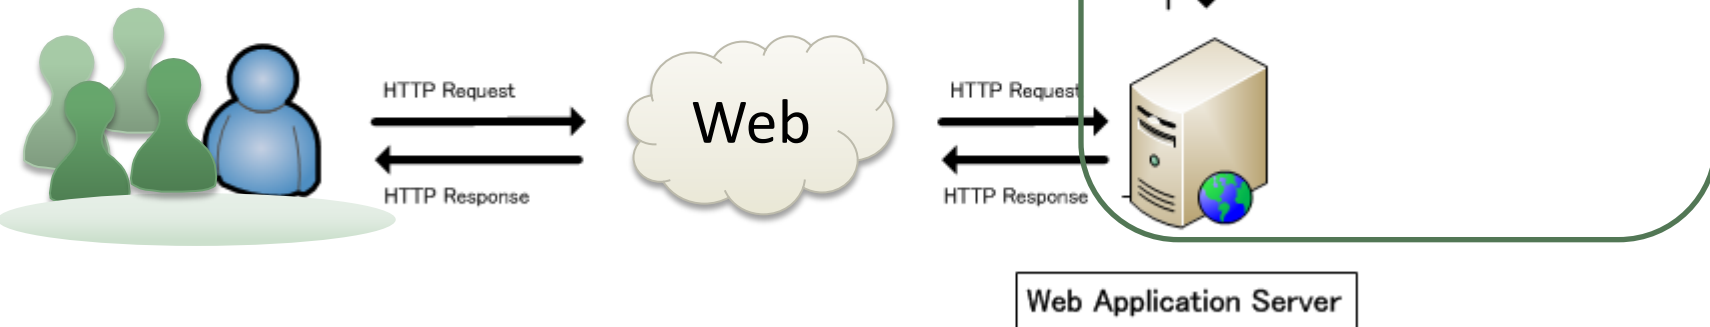 HTTP Request
HTTP Response
Web
HTTP Request
HTTP Response
Web Application Server